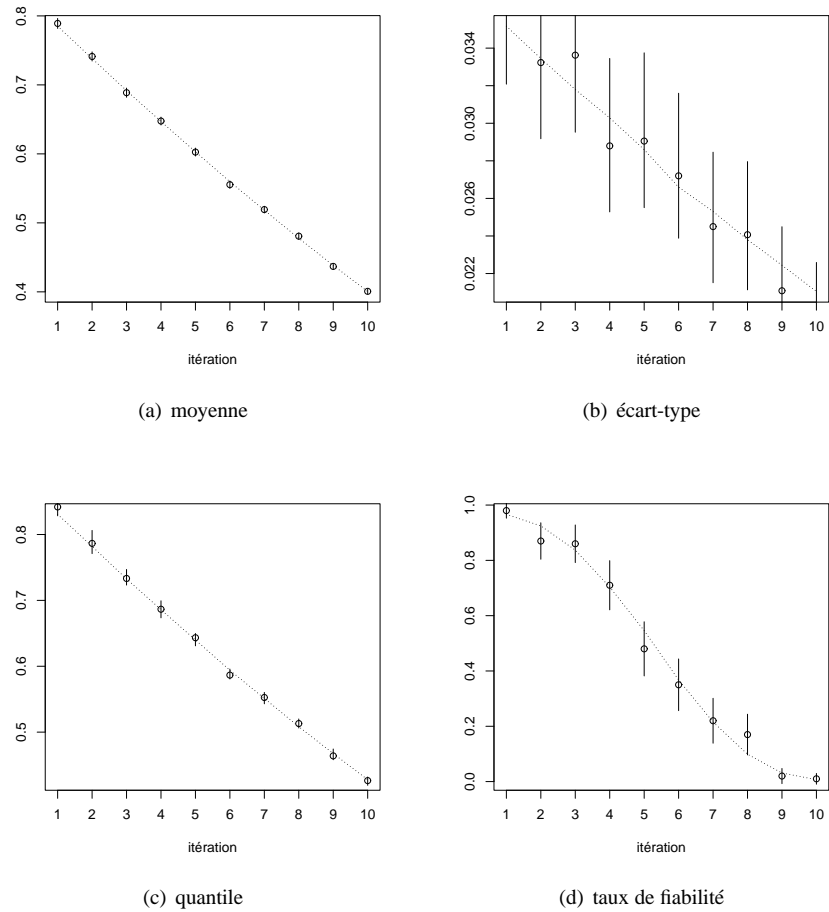 0.8
0.7
0.6
0.5
0.4
1 2 3 4 5 6 7 8 9 10
itération
(a) moyenne
0.034
0.030
0.026
0.022
1 2 3 4 5 6 7 8 9 10
itération
(b) écart-type
0.8
0.7
0.6
0.5
1 2 3 4 5 6 7 8 9 10
itération
(c) quantile
1.0
0.8
0.6
0.4
0.2
0.0
1 2 3 4 5 6 7 8 9 10
itération
(d) taux de fiabilité